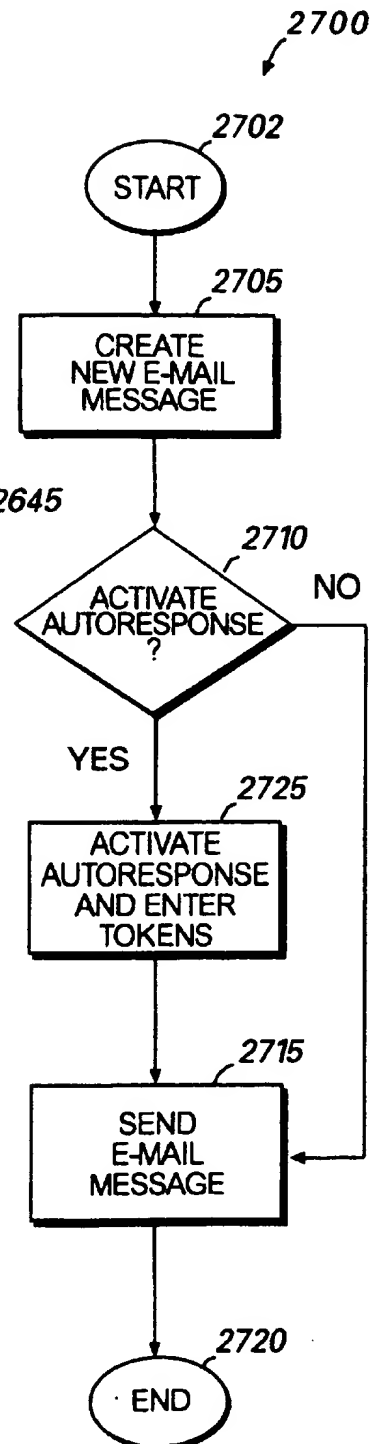 2700
2702
START
2705
CREATE
NEW E-MAIL
MESSAGE
2645
2710
ACTIVATE
AUTORESPONSE
?
NO
YES
2725
ACTIVATE
AUTORESPONSE
AND ENTER
TOKENS
2715
SEND
E-MAIL
MESSAGE
2720
END